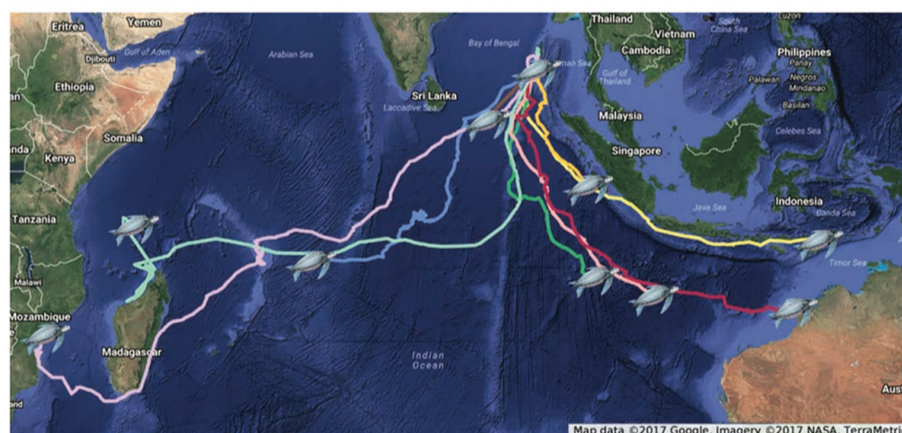 Eritrea
Yemen
Gulf of Aden
Djibouti
Ethiopia
Somalia
Kenya
Tanzania
Malawi
Mozambique
Madagascar
Arabian Sea
Bay of Bengal
Sri Lanka
Laccadive Sea
Thailand
Vietnam
Cambodia
Gulf of
Thailand
Malaysia
Singapore
South
China Sea
Luzon
Philippines
Panay
Palawan
Negros
Mindanao
Basilan
Celebes Sea
Indonesia
Java Sea
Banda Sea
Timor Sea
Indian
Ocean
Aus
Map data ©2017 Google, Imagery ©2017 NASA, TerraMetric